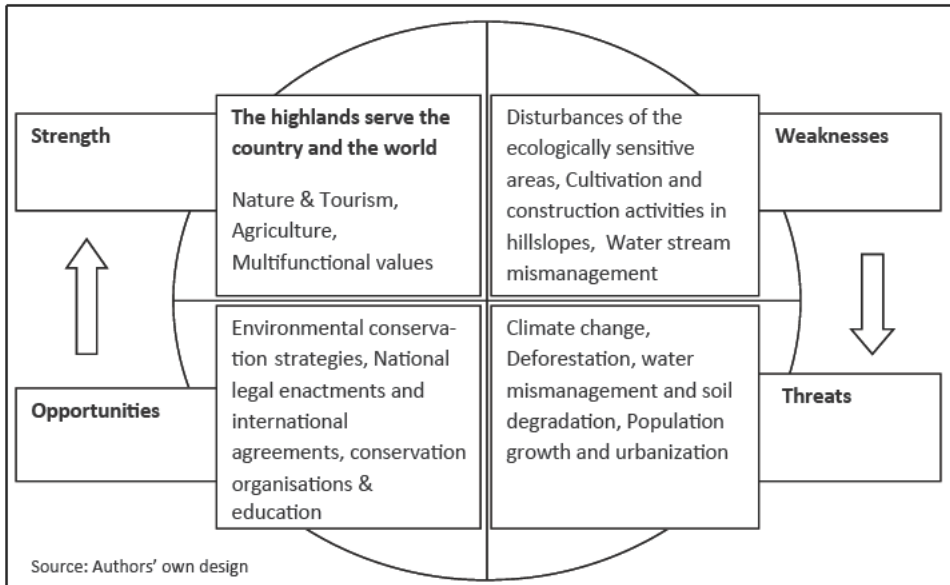 Strength
The highlands serve the
country and the world
Nature & Tourism,
Agriculture,
Multifunctional values
Disturbances of the
ecologically sensitive
areas, Cultivation and
construction activities in
hillslopes, Water stream
mismanagement
Weaknesses
Opportunities
Environmental conserva-
tion strategies, National
legal enactments and
international
agreements, conservation
organisations &
education
Climate change,
Deforestation, water
mismanagement and soil
degradation, Population
growth and urbanization
Threats
Source: Authors' own design